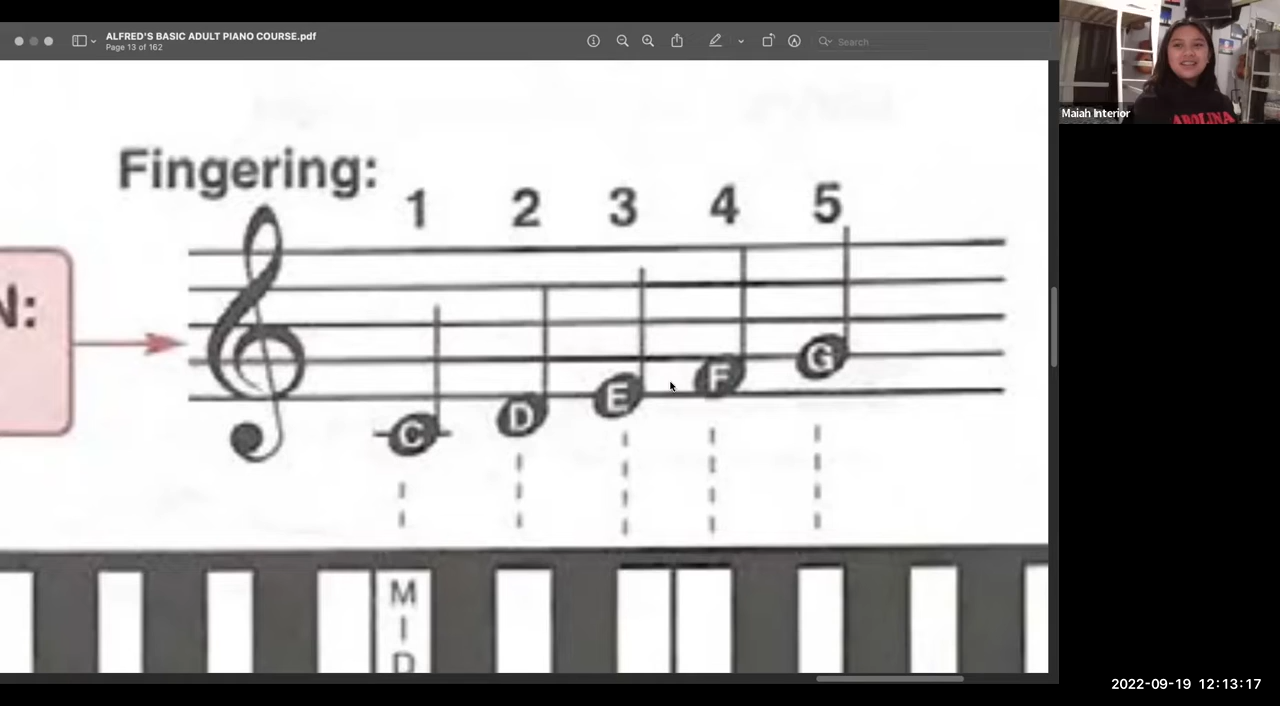 ALFRED'S BASIC ADULT PIANO COURSE.pdf
Page 13 of 162
Search
Maiah Interior
AROLINA
Fingering:
1 2 3 4 5
N:
C D E F G
M
I
D
2022-09-19 12:13:17